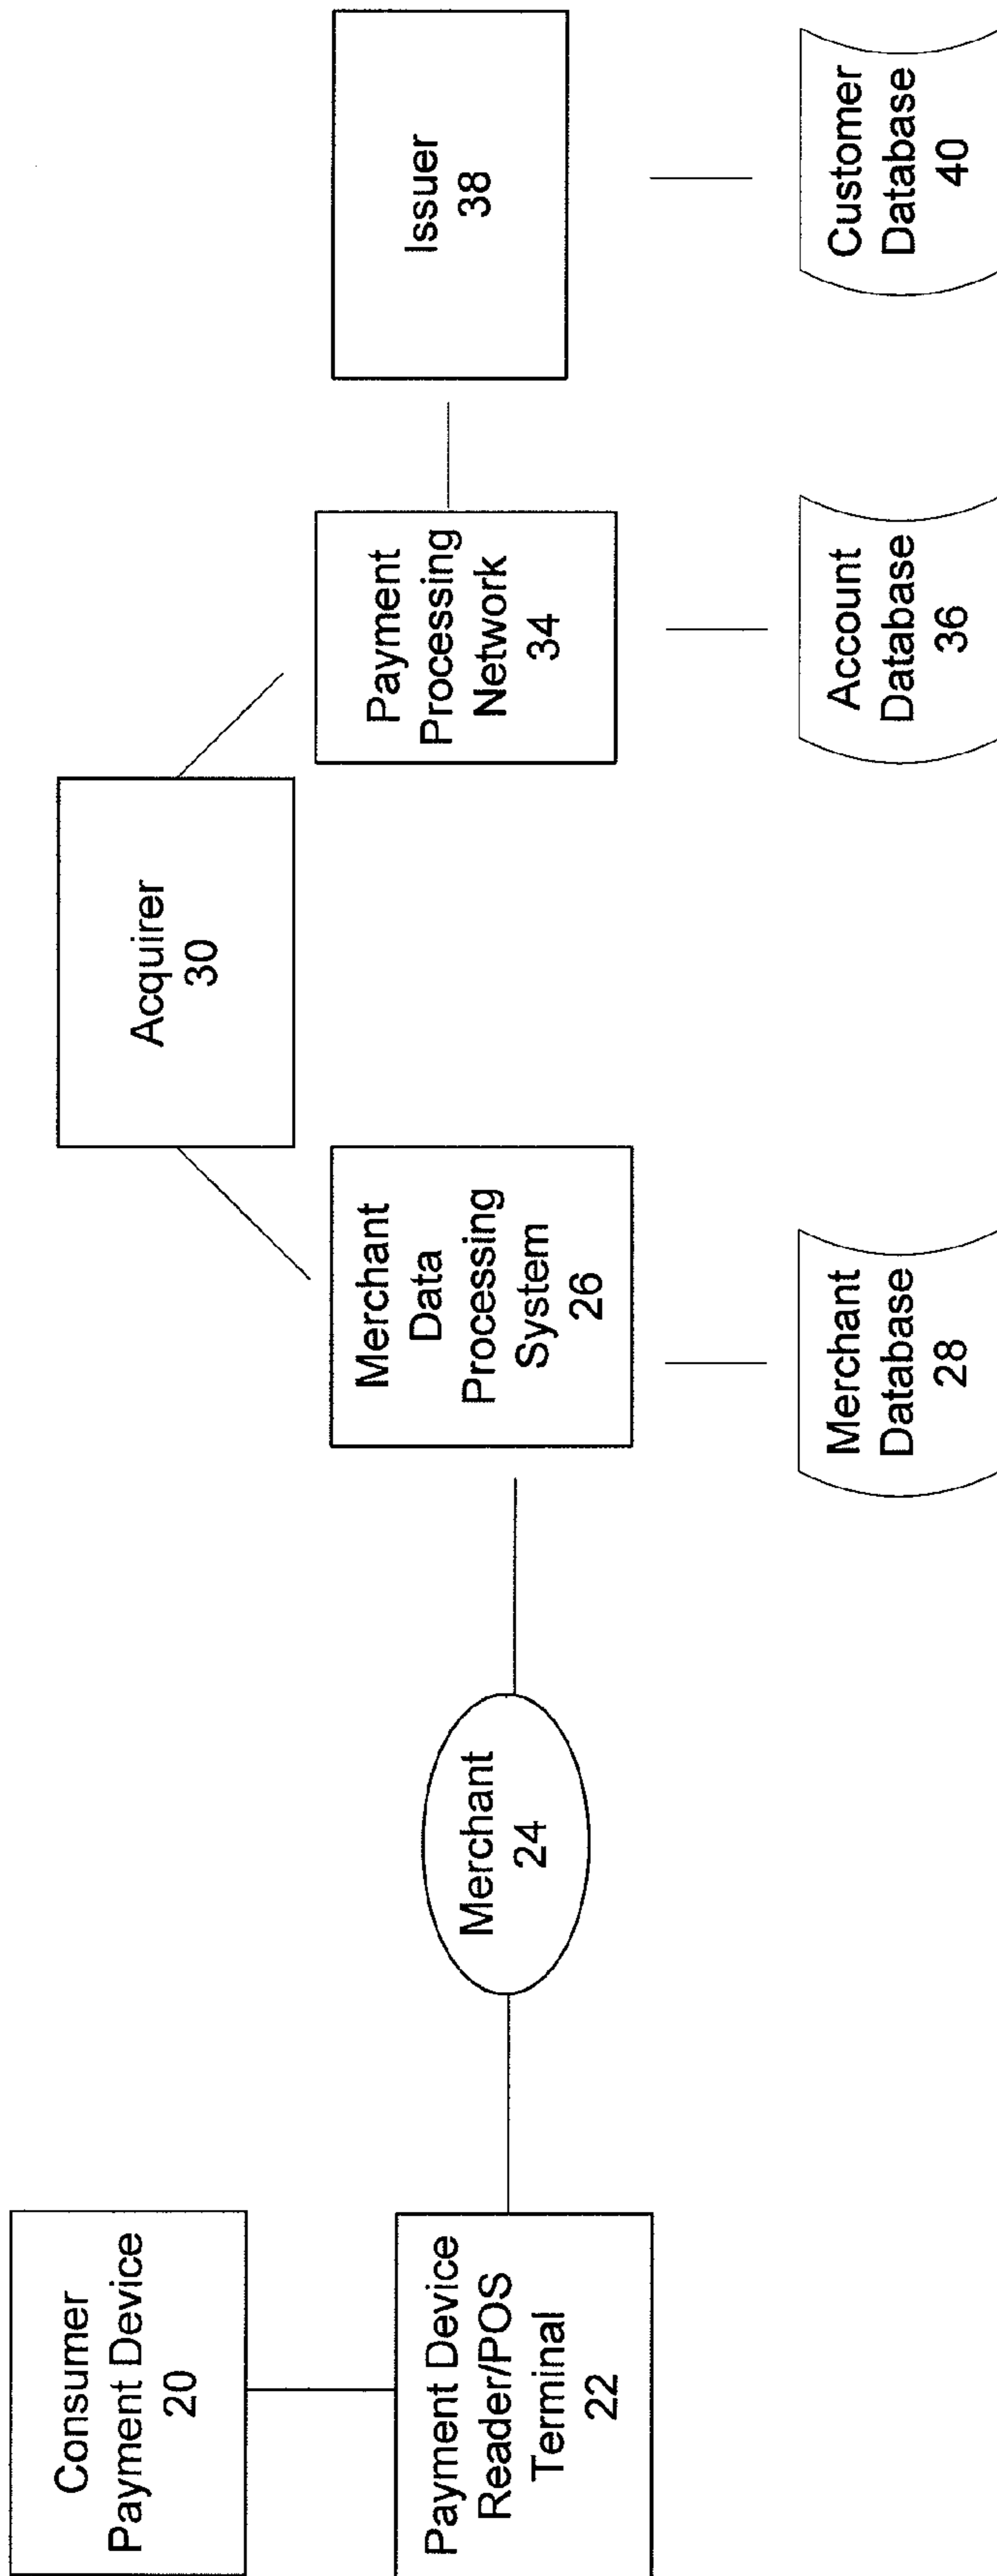 Consumer
Payment Device
20
Payment Device
Reader/POS
Terminal
22
Merchant
24
Merchant
Data
Processing
System
26
Merchant
Database
28
Acquirer
30
Payment
Processing
Network
34
Account
Database
36
Issuer
38
Customer
Database
40